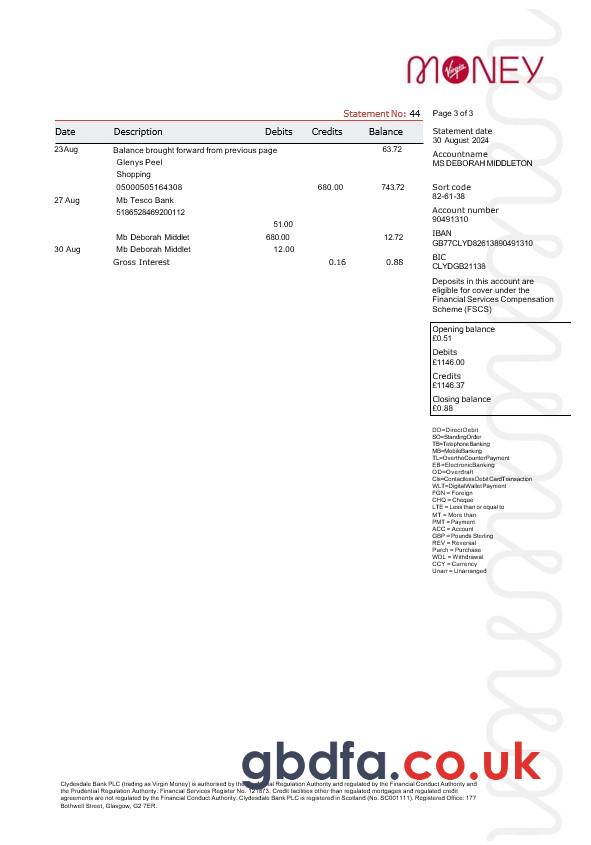 MONEY
Virgin
Statement No: 44
Page 3 of 3
Date Description Debits Credits Balance
23Aug Balance brought forward from previous page 63.72
Glenys Peel
Shopping
05000505164308 680.00 743.72
27 Aug Mb Tesco Bank
5186528469200112
51.00
Mb Deborah Middlet 680.00 12.72
30 Aug Mb Deborah Middlet 12.00
Gross Interest 0.16 0.88
Statement date
30 August 2024
Accountname
MS DEBORAH MIDDLETON
Sort code
82-61-38
Account number
90491310
IBAN
GB77CLYD82613890491310
BIC
CLYDGB21138
Deposits in this account are
eligible for cover under the
Financial Services Compensation
Scheme (FSCS)
Opening balance
£0.51
Debits
£1146.00
Credits
£1146.37
Closing balance
£0.88
DD=Direct Debit
SO=StandingOrder
TB=TelephoneBanking
MB=MobileBanking
TL=OvertheCounterPayment
EB=ElectronicBanking
OD=Overdraft
Cls=ContactlessDebitCardTransaction
WLT=DigitalWalletPayment
FGN = Foreign
CHQ = Cheque
LTE = Less than or equal to
MT = More than
PMT = Payment
ACC = Account
GBP = Pounds Sterling
REV = Reversal
Purch = Purchase
WDL = Withdrawal
CCY = Currency
Unarr = Unarranged
gbdfa.co.uk
Clydesdale Bank PLC (trading as Virgin Money) is authorised by the Prudential Regulation Authority and regulated by the Financial Conduct Authority and
the Prudential Regulation Authority. Financial Services Register No. 121873. Credit facilities other than regulated mortgages and regulated credit
agreements are not regulated by the Financial Conduct Authority. Clydesdale Bank PLC is registered in Scotland (No. SC001111). Registered Office: 177
Bothwell Street, Glasgow, G2 7ER.